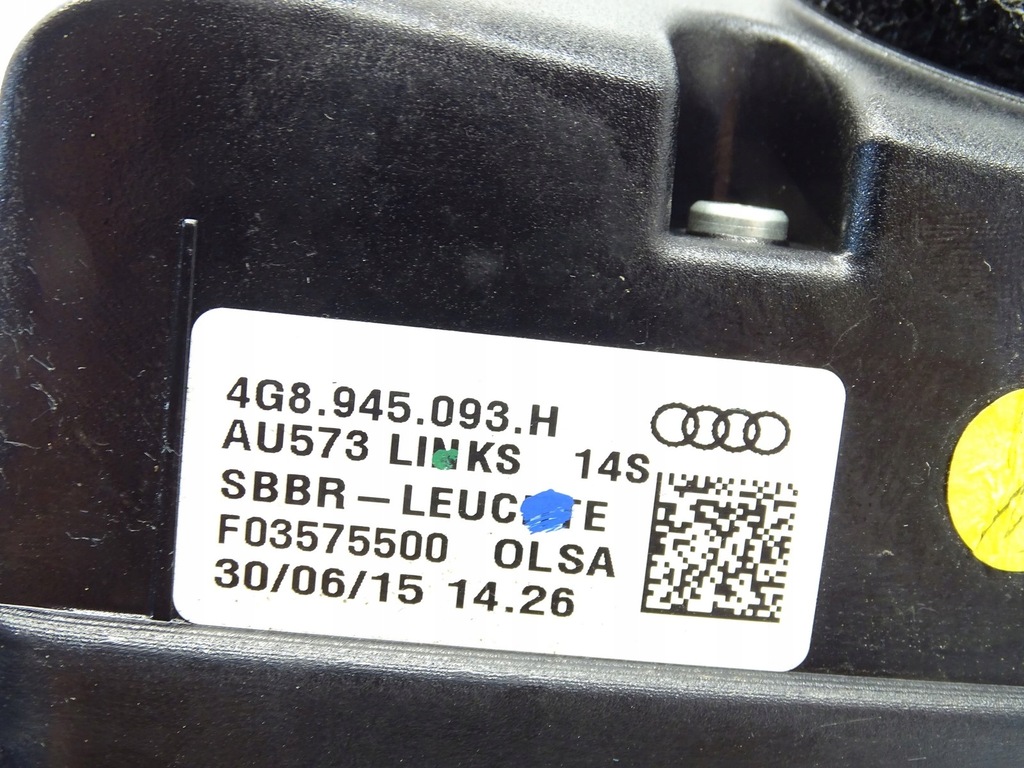 4G8.945.093.H
AU573 LINKS 14S
SBBR-
F03575500 OLSA
30/06/15 14.26